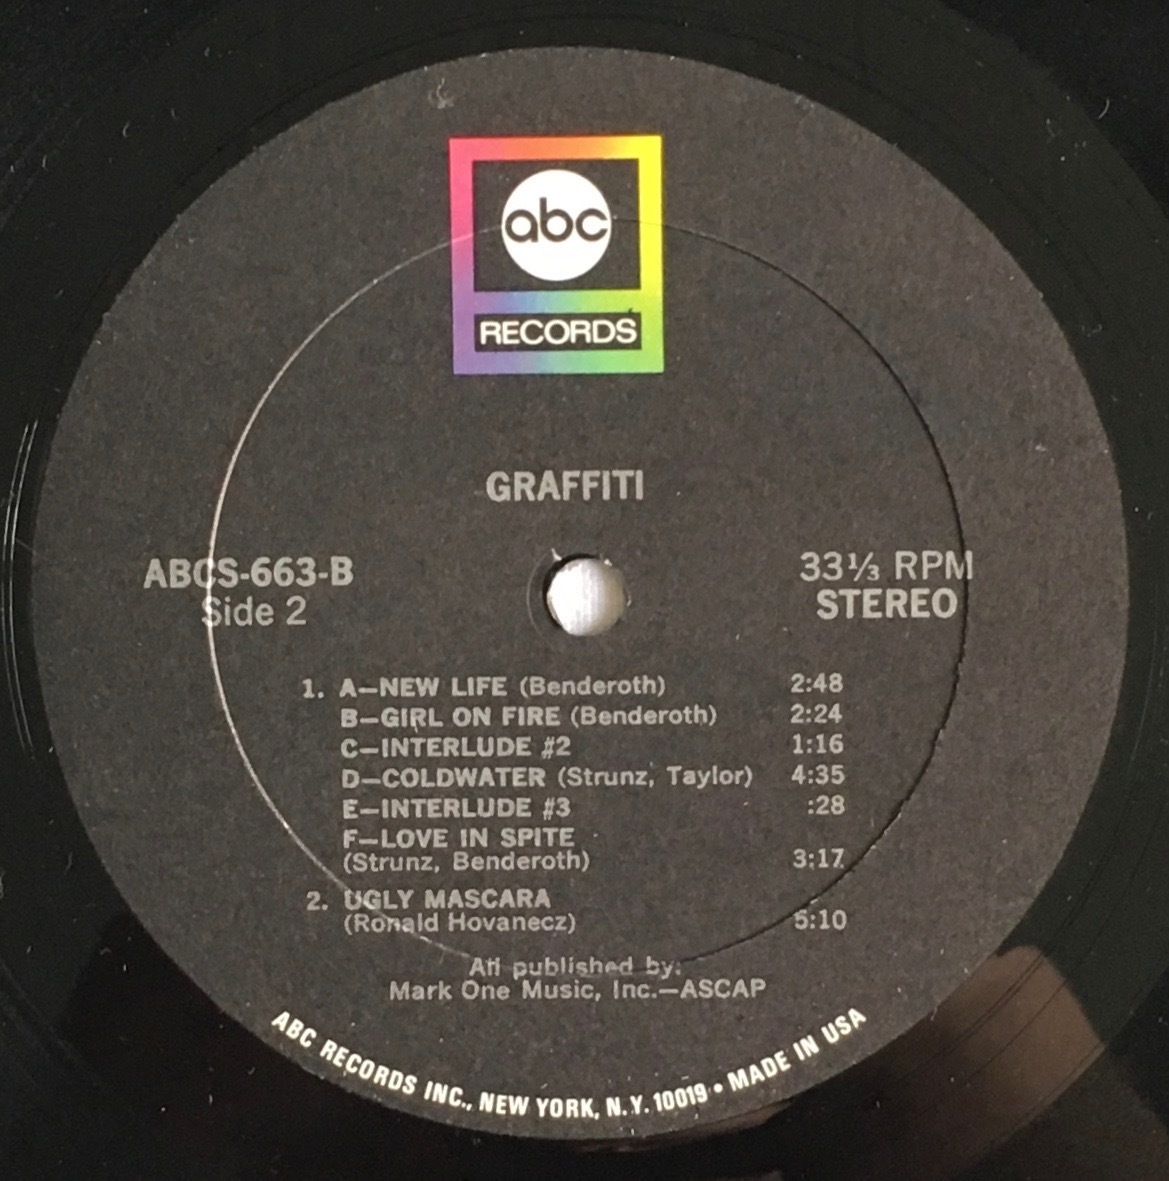 abc
RECORDS
GRAFFITI
ABCS-663-B
Side 2
33⅓ RPM
STEREO
1. A—NEW LIFE (Benderoth) 2:48
B—GIRL ON FIRE (Benderoth) 2:24
C—INTERLUDE #2 1:16
D—COLDWATER (Strunz, Taylor) 4:35
E—INTERLUDE #3 :28
F—LOVE IN SPITE
(Strunz, Benderoth) 3:17
2. UGLY MASCARA
(Ronald Hovanecz) 5:10
All published by:
Mark One Music, Inc.—ASCAP
ABC RECORDS INC., NEW YORK, N.Y. 10019 • MADE IN USA